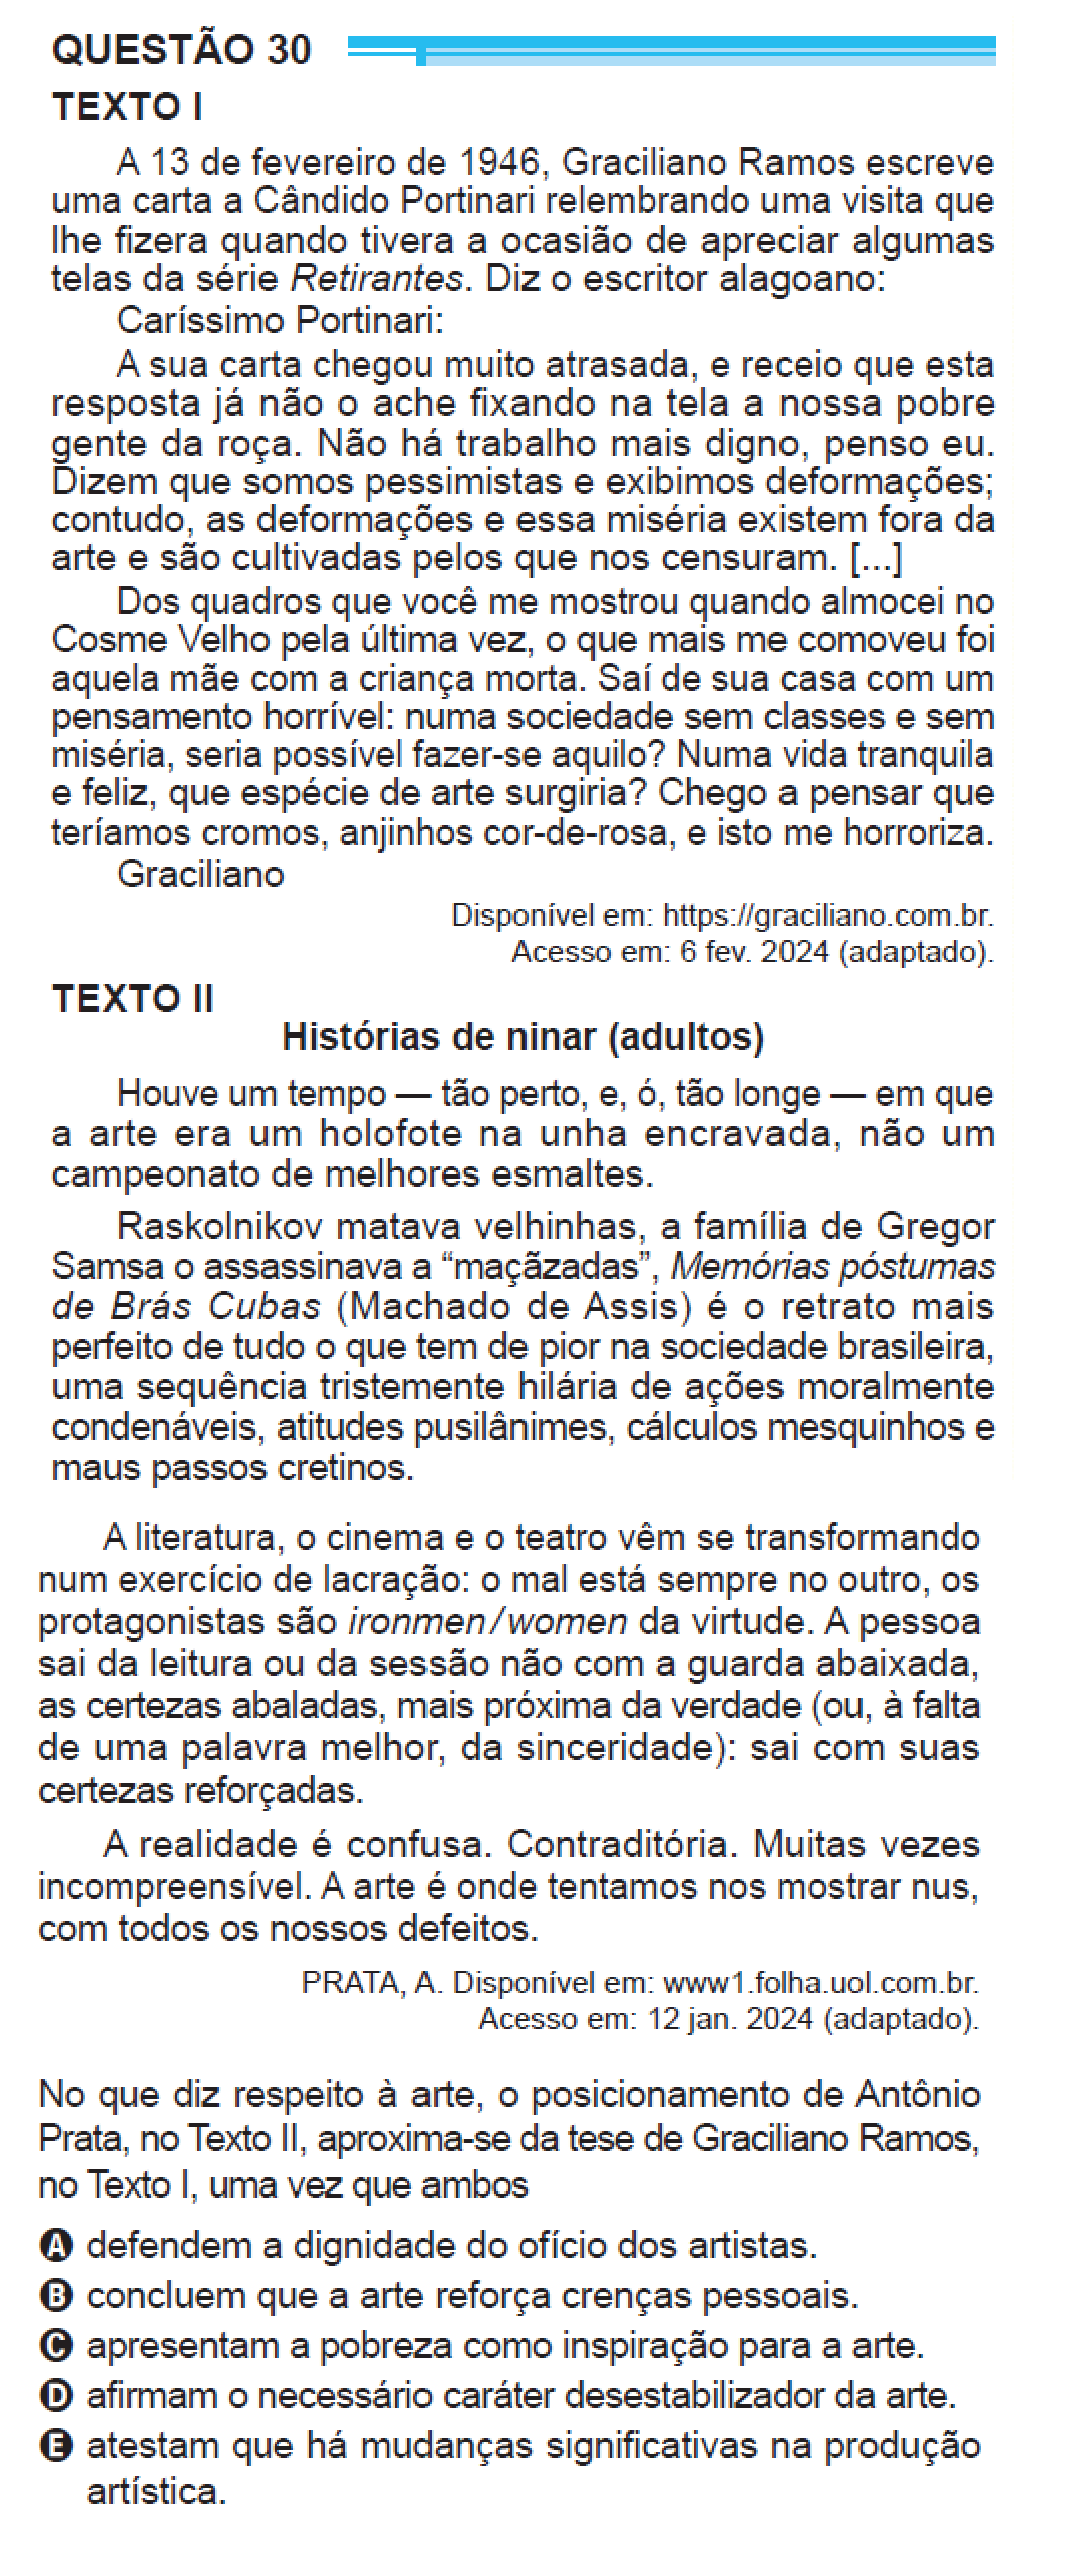 QUESTÃO 30
TEXTO I
A 13 de fevereiro de 1946, Graciliano Ramos escreve
uma carta a Cândido Portinari relembrando uma visita que
lhe fizera quando tivera a ocasião de apreciar algumas
telas da série Retirantes. Diz o escritor alagoano:
Caríssimo Portinari:
A sua carta chegou muito atrasada, e receio que esta
resposta já não o ache fixando na tela a nossa pobre
gente da roça. Não há trabalho mais digno, penso eu.
Dizem que somos pessimistas e exibimos deformações;
contudo, as deformações e essa miséria existem fora da
arte e são cultivadas pelos que nos censuram. [...]
Dos quadros que você me mostrou quando almocei no
Cosme Velho pela última vez, o que mais me comoveu foi
aquela mãe com a criança morta. Saí de sua casa com um
pensamento horrível: numa sociedade sem classes e sem
miséria, seria possível fazer-se aquilo? Numa vida tranquila
e feliz, que espécie de arte surgiria? Chego a pensar que
teríamos cromos, anjinhos cor-de-rosa, e isto me horroriza.
Graciliano
Disponível em: https://graciliano.com.br.
Acesso em: 6 fev. 2024 (adaptado).
TEXTO II
Histórias de ninar (adultos)
Houve um tempo — tão perto, e, ó, tão longe — em que
a arte era um holofote na unha encravada, não um
campeonato de melhores esmaltes.
Raskolnikov matava velhinhas, a família de Gregor
Samsa o assassinava a “maçãzadas”, Memórias póstumas
de Brás Cubas (Machado de Assis) é o retrato mais
perfeito de tudo o que tem de pior na sociedade brasileira,
uma sequência tristemente hilária de ações moralmente
condenáveis, atitudes pusilânimes, cálculos mesquinhos e
maus passos cretinos.
A literatura, o cinema e o teatro vêm se transformando
num exercício de lacração: o mal está sempre no outro, os
protagonistas são ironmen/women da virtude. A pessoa
sai da leitura ou da sessão não com a guarda abaixada,
as certezas abaladas, mais próxima da verdade (ou, à falta
de uma palavra melhor, da sinceridade): sai com suas
certezas reforçadas.
A realidade é confusa. Contraditória. Muitas vezes
incompreensível. A arte é onde tentamos nos mostrar nus,
com todos os nossos defeitos.
PRATA, A. Disponível em: www1.folha.uol.com.br.
Acesso em: 12 jan. 2024 (adaptado).
No que diz respeito à arte, o posicionamento de Antônio
Prata, no Texto II, aproxima-se da tese de Graciliano Ramos,
no Texto I, uma vez que ambos
A defendem a dignidade do ofício dos artistas.
B concluem que a arte reforça crenças pessoais.
C apresentam a pobreza como inspiração para a arte.
D afirmam o necessário caráter desestabilizador da arte.
E atestam que há mudanças significativas na produção
artística.